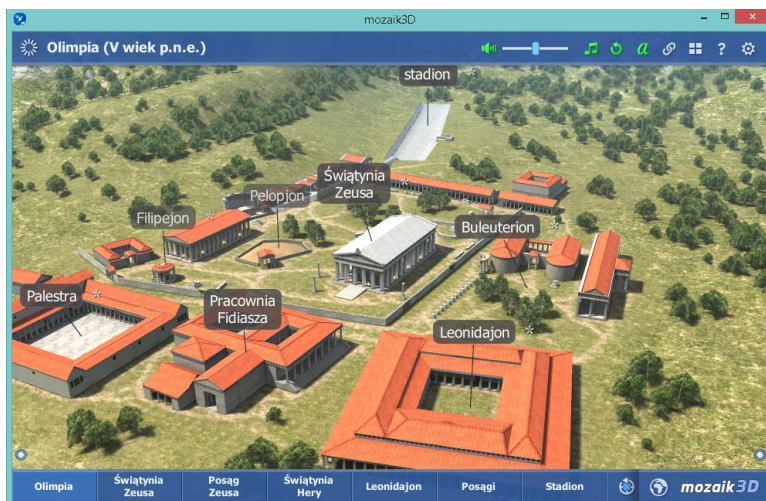 mozaik3D
Olimpia (V wiek p.n.e.)
a
?
stadion
Świątynia
Zeusa
Pelopjon
Filipejon
Buleuterion
Palestra
Pracownia
Fidiasza
Leonidajon
Olimpia
Świątynia
Zeusa
Posąg
Zeusa
Świątynia
Hery
Leonidajon
Posągi
Stadion
mozaik3D